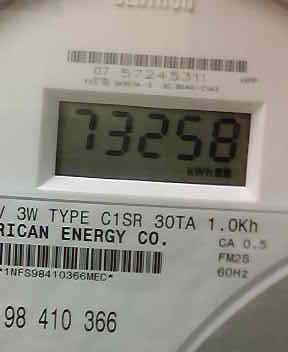 07 57245311
73258
kWh
V 3W TYPE C1SR 30TA 1.0Kh
RICAN ENERGY CO.
CA 0.5
FM2S
60Hz
*1NFS98410366MEC*
98 410 366